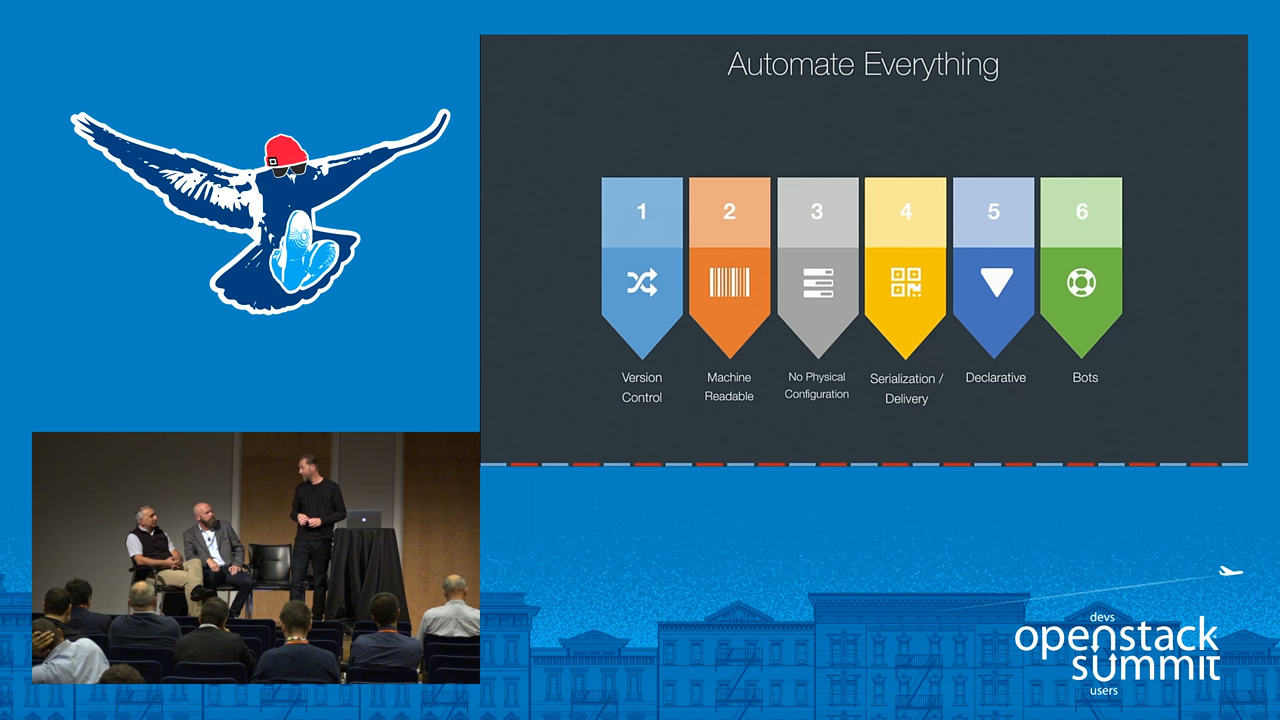 Automate Everything
1
2
3
4
5
6
Version
Control
Machine
Readable
No Physical
Configuration
Serialization /
Delivery
Declarative
Bots
devs
openstack
summit
users